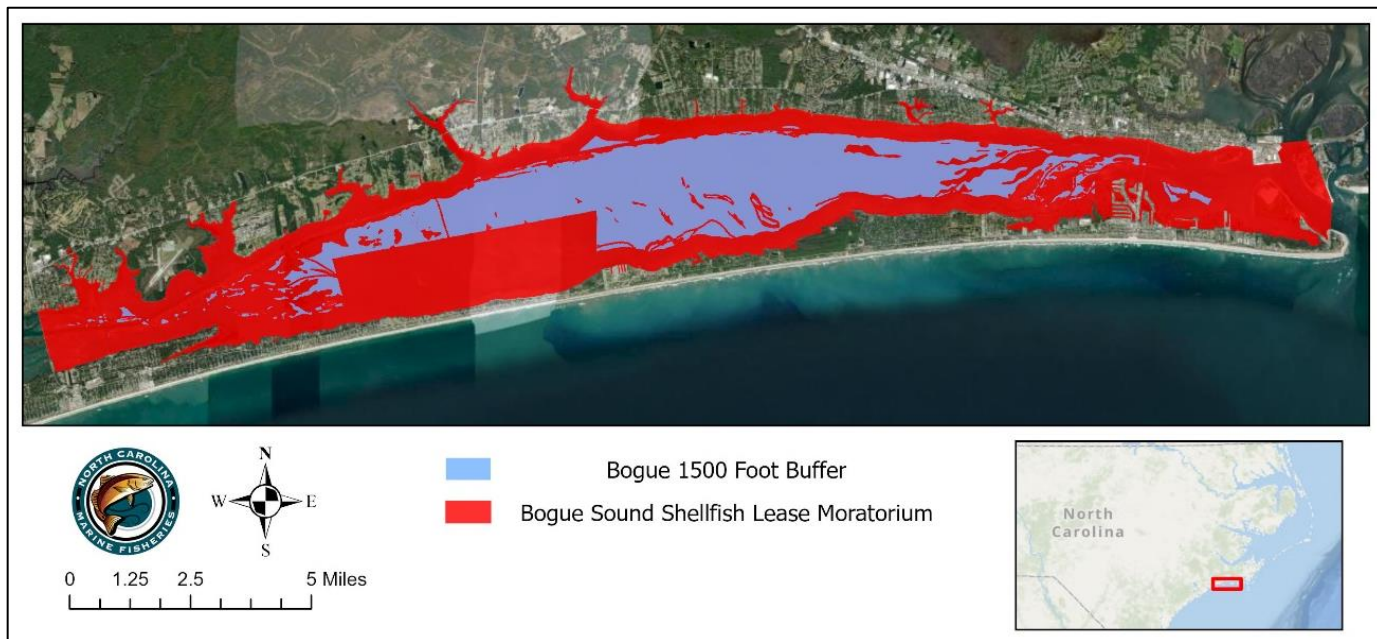 NORTH CAROLINA
MARINE FISHERIES
N
W
E
S
Bogue 1500 Foot Buffer
Bogue Sound Shellfish Lease Moratorium
0 1.25 2.5 5 Miles
North
Carolina